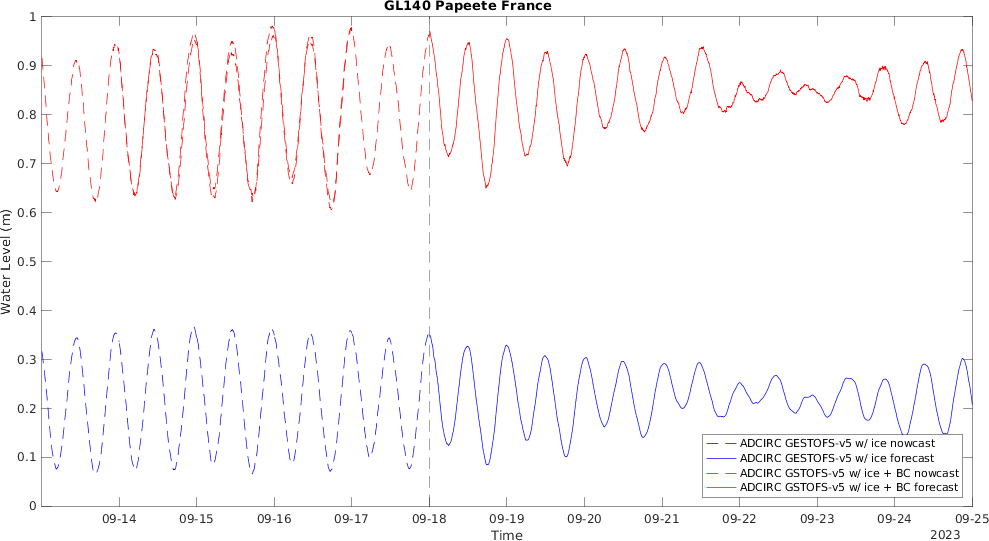 GL140 Papeete France
Water Level (m)
1
0.9
0.8
0.7
0.6
0.5
0.4
0.3
0.2
0.1
0
ADCIRC GESTOFS-v5 w/ ice nowcast
ADCIRC GESTOFS-v5 w/ ice forecast
ADCIRC GSTOFS-v5 w/ ice + BC nowcast
ADCIRC GSTOFS-v5 w/ ice + BC forecast
09-14 09-15 09-16 09-17 09-18 09-19 09-20 09-21 09-22 09-23 09-24 09-25
Time
2023